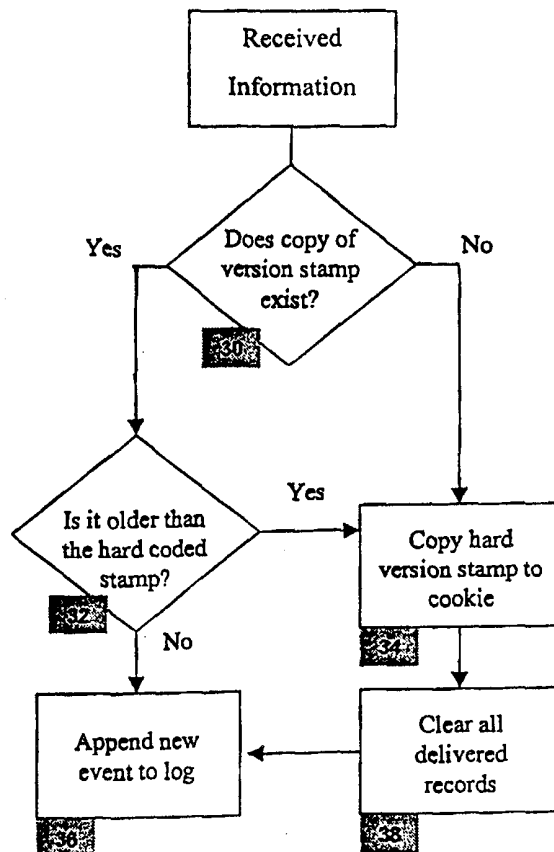 Received
Information
Does copy of
version stamp
exist?
Yes
No
30
Is it older than
the hard coded
stamp?
Yes
32
No
Copy hard
version stamp to
cookie
34
Append new
event to log
36
Clear all
delivered
records
38